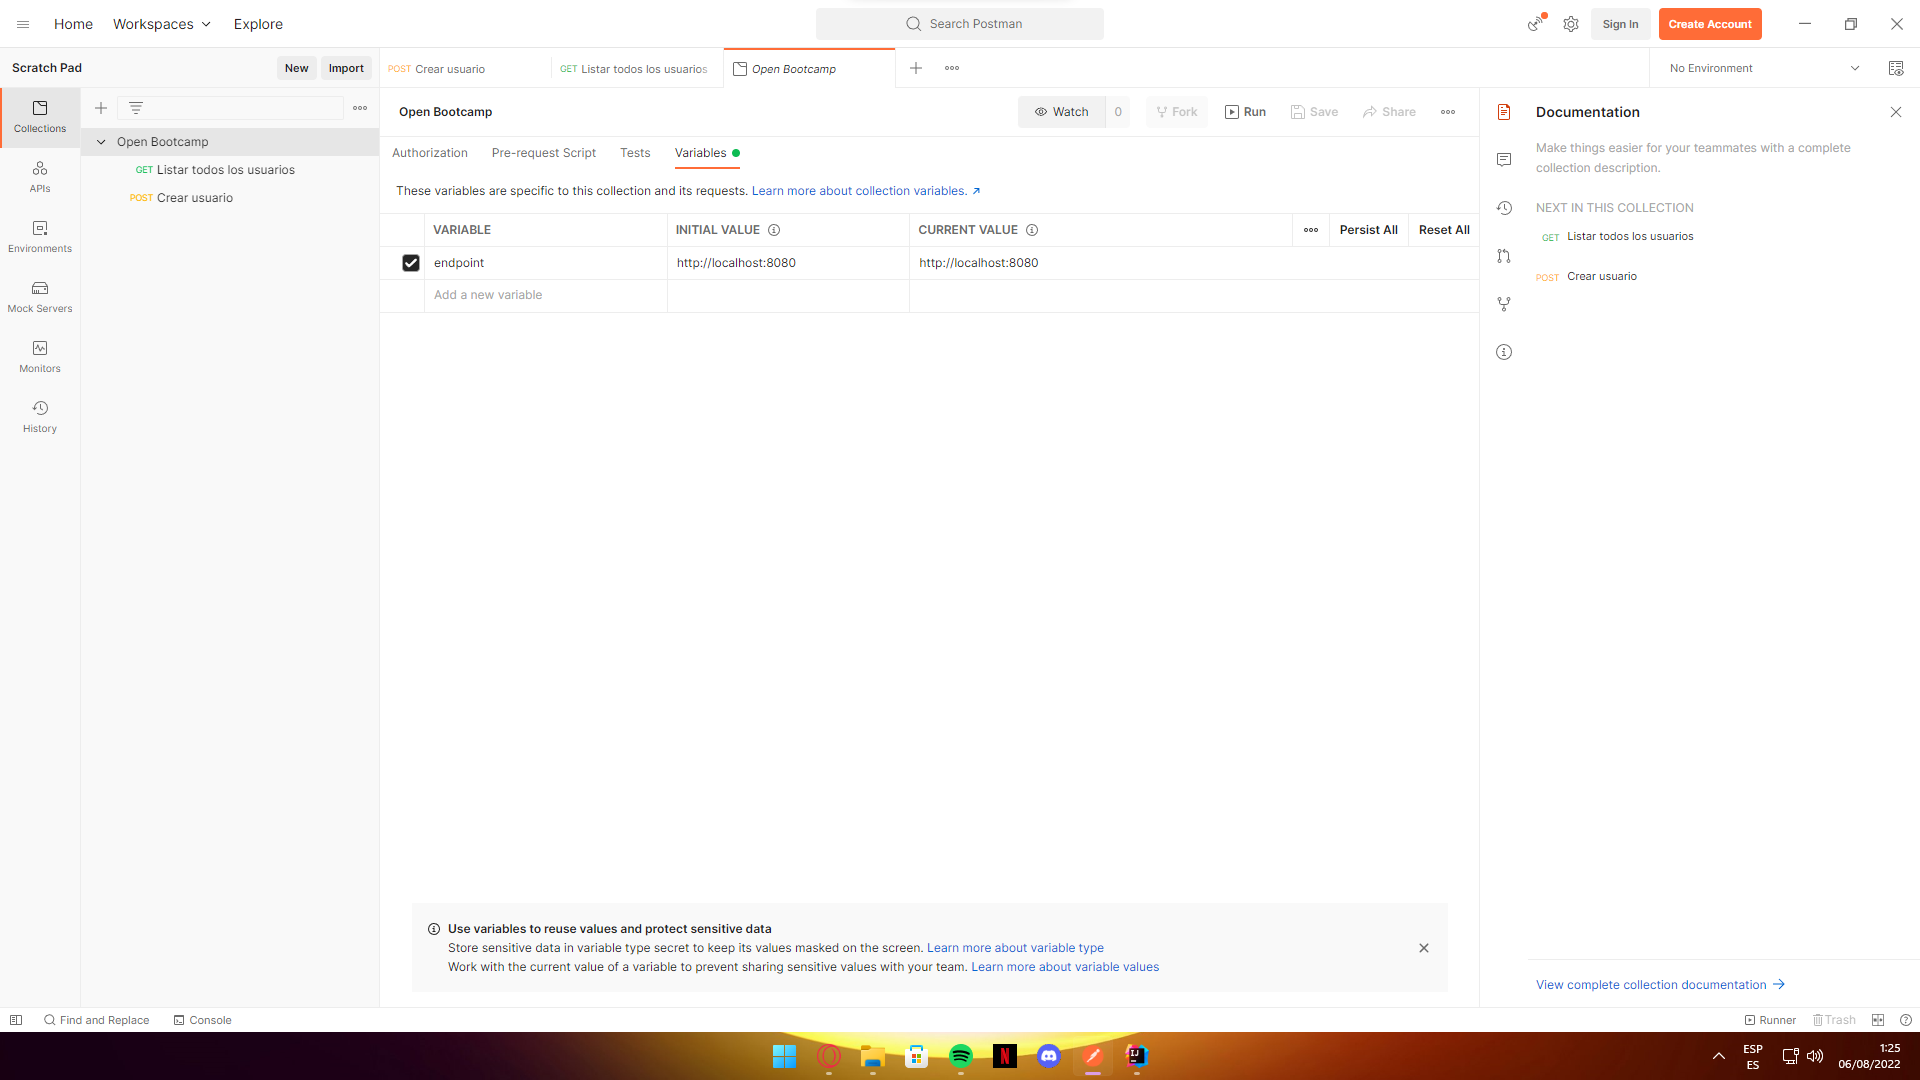 Home
Workspaces
Explore
Search Postman
Sign In
Create Account
Scratch Pad
New
Import
POST Crear usuario
GET Listar todos los usuarios
Open Bootcamp
No Environment
Collections
APIs
Environments
Mock Servers
Monitors
History
Open Bootcamp
GET Listar todos los usuarios
POST Crear usuario
Open Bootcamp
Watch
0
Fork
Run
Save
Share
Authorization
Pre-request Script
Tests
Variables
These variables are specific to this collection and its requests. Learn more about collection variables. ↗
VARIABLE
INITIAL VALUE
CURRENT VALUE
Persist All
Reset All
endpoint
http://localhost:8080
http://localhost:8080
Add a new variable
Use variables to reuse values and protect sensitive data
Store sensitive data in variable type secret to keep its values masked on the screen. Learn more about variable type
Work with the current value of a variable to prevent sharing sensitive values with your team. Learn more about variable values
Documentation
Make things easier for your teammates with a complete
collection description.
NEXT IN THIS COLLECTION
GET Listar todos los usuarios
POST Crear usuario
View complete collection documentation →
Find and Replace
Console
Runner
Trash
N
IJ
ESP
ES
1:25
06/08/2022